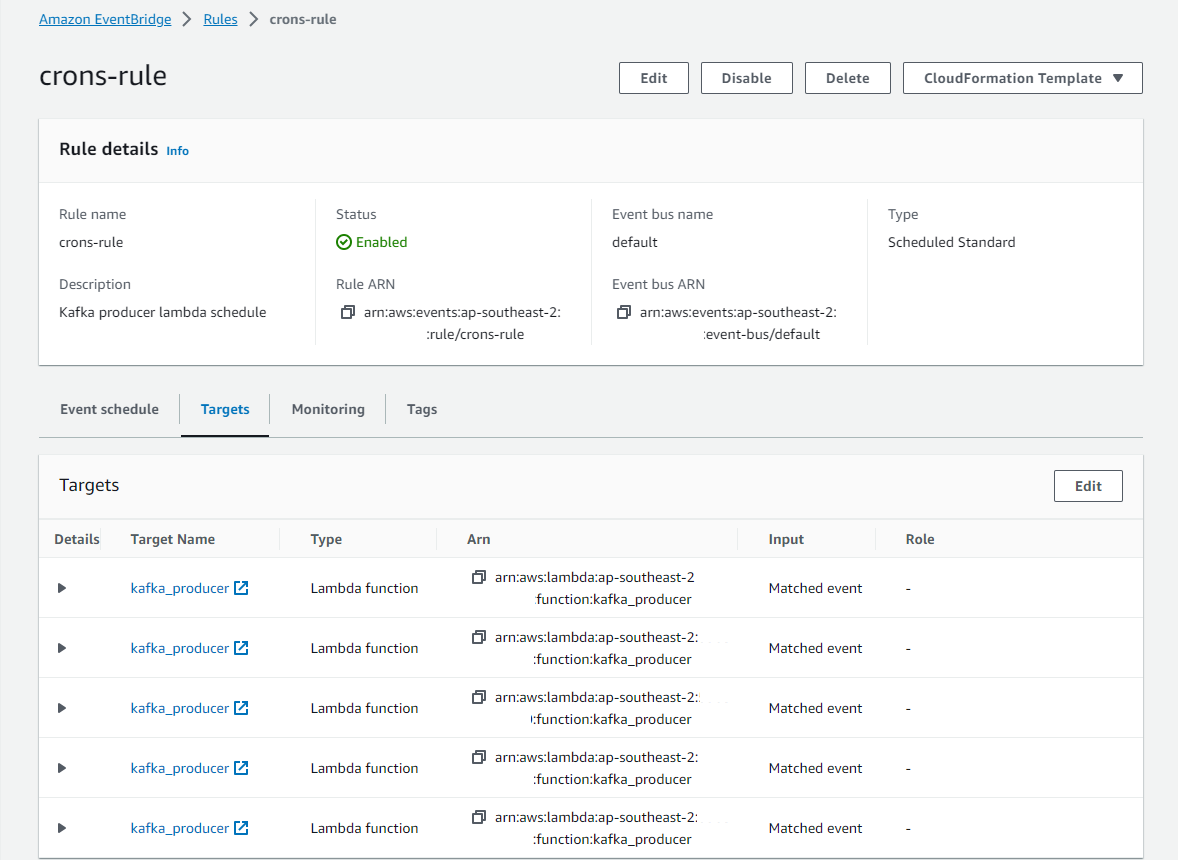 Amazon EventBridge > Rules > crons-rule
crons-rule
Edit Disable Delete CloudFormation Template
Rule details Info
Rule name Status Event bus name Type
crons-rule Enabled default Scheduled Standard
Description Rule ARN Event bus ARN
Kafka producer lambda schedule arn:aws:events:ap-southeast-2: arn:aws:events:ap-southeast-2:
:rule/crons-rule :event-bus/default
Event schedule Targets Monitoring Tags
Targets Edit
Details Target Name Type Arn Input Role
kafka_producer Lambda function arn:aws:lambda:ap-southeast-2 Matched event -
:function:kafka_producer
kafka_producer Lambda function arn:aws:lambda:ap-southeast-2: Matched event -
:function:kafka_producer
kafka_producer Lambda function arn:aws:lambda:ap-southeast-2: Matched event -
:function:kafka_producer
kafka_producer Lambda function arn:aws:lambda:ap-southeast-2: Matched event -
:function:kafka_producer
kafka_producer Lambda function arn:aws:lambda:ap-southeast-2: Matched event -
:function:kafka_producer